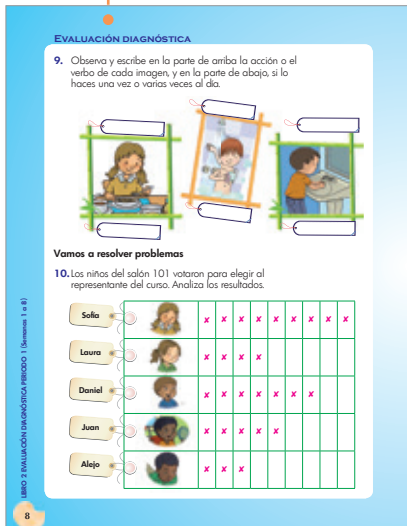 EVALUACIÓN DIAGNÓSTICA
9. Observa y escribe en la parte de arriba la acción o el
verbo de cada imagen, y en la parte de abajo, si lo
haces una vez o varias veces al día.
Vamos a resolver problemas
10. Los niños del salón 101 votaron para elegir al
representante del curso. Analiza los resultados.
Sofía
x x x x x x x x x
Laura
x x x x
Daniel
x x x x x x x
Juan
x x x x x
Alejo
x x x
LIBRO 2 EVALUACIÓN DIAGNÓSTICA PERIODO 1 (Semanas 1 a 8)
8